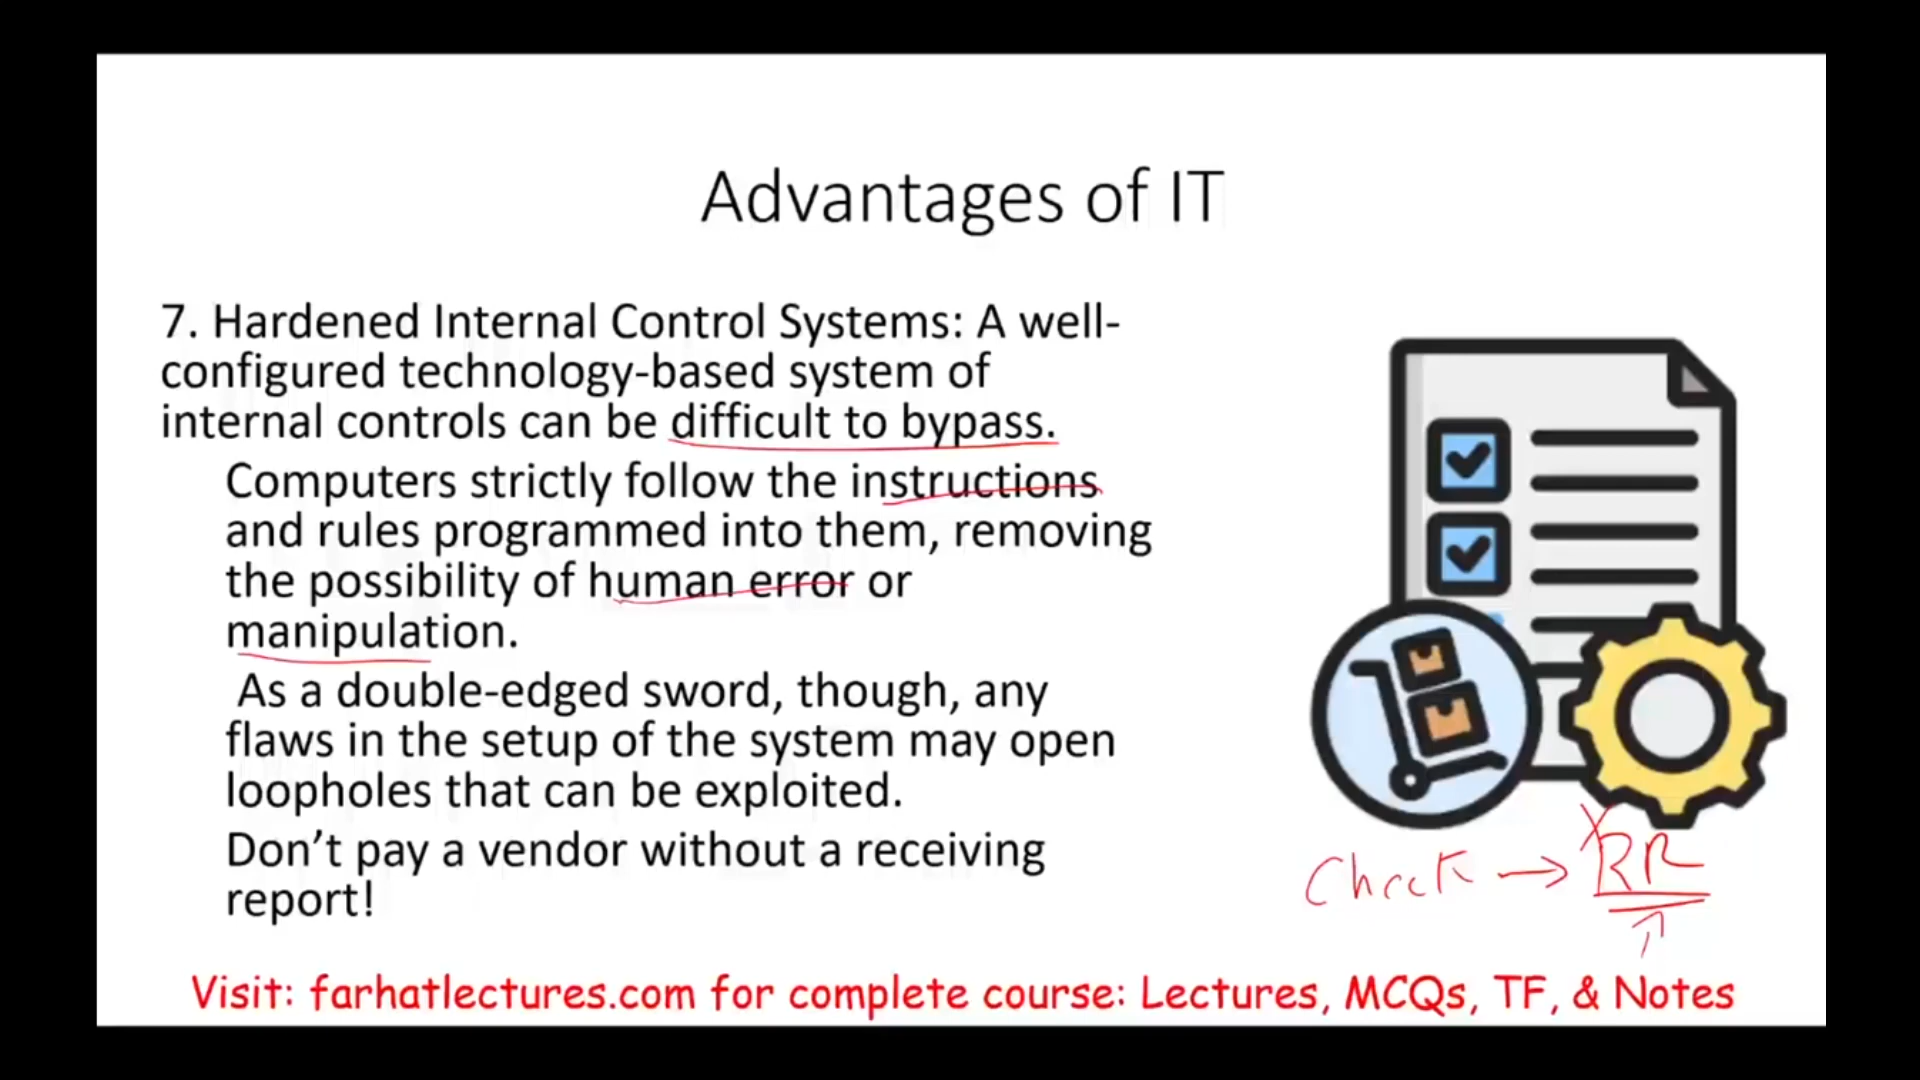 Advantages of IT
7. Hardened Internal Control Systems: A well-
configured technology-based system of
internal controls can be difficult to bypass.
Computers strictly follow the instructions
and rules programmed into them, removing
the possibility of human error or
manipulation.
As a double-edged sword, though, any
flaws in the setup of the system may open
loopholes that can be exploited.
Don’t pay a vendor without a receiving
report!
Check → RR
Visit: farhatlectures.com for complete course: Lectures, MCQs, TF, & Notes